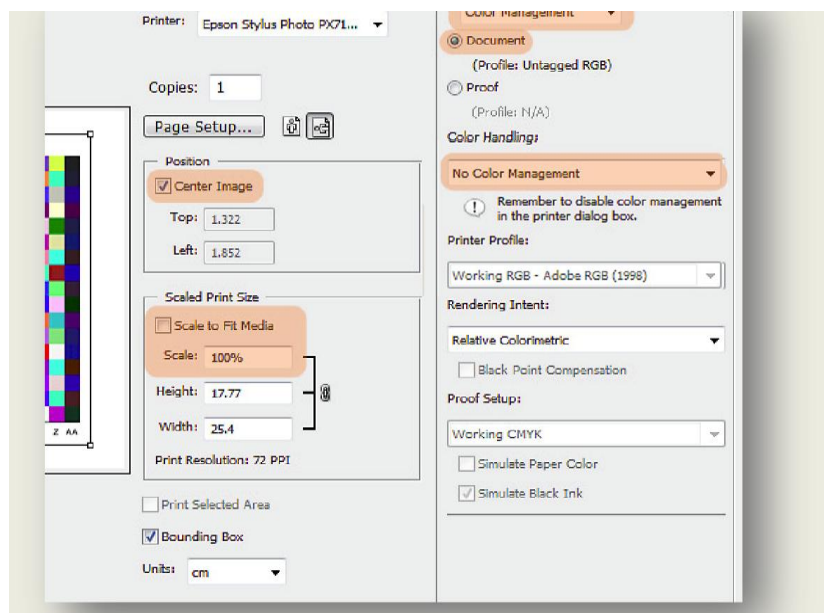 Printer: Epson Stylus Photo PX71...
Copies: 1
Page Setup...
Position
Center Image
Top: 1.322
Left: 1.852
Scaled Print Size
Scale to Fit Media
Scale: 100%
Height: 17.77
Width: 25.4
Print Resolution: 72 PPI
Print Selected Area
Bounding Box
Units: cm
Z AA
Color Management
Document
(Profile: Untagged RGB)
Proof
(Profile: N/A)
Color Handling:
No Color Management
Remember to disable color management
in the printer dialog box.
Printer Profile:
Working RGB - Adobe RGB (1998)
Rendering Intent:
Relative Colorimetric
Black Point Compensation
Proof Setup:
Working CMYK
Simulate Paper Color
Simulate Black Ink